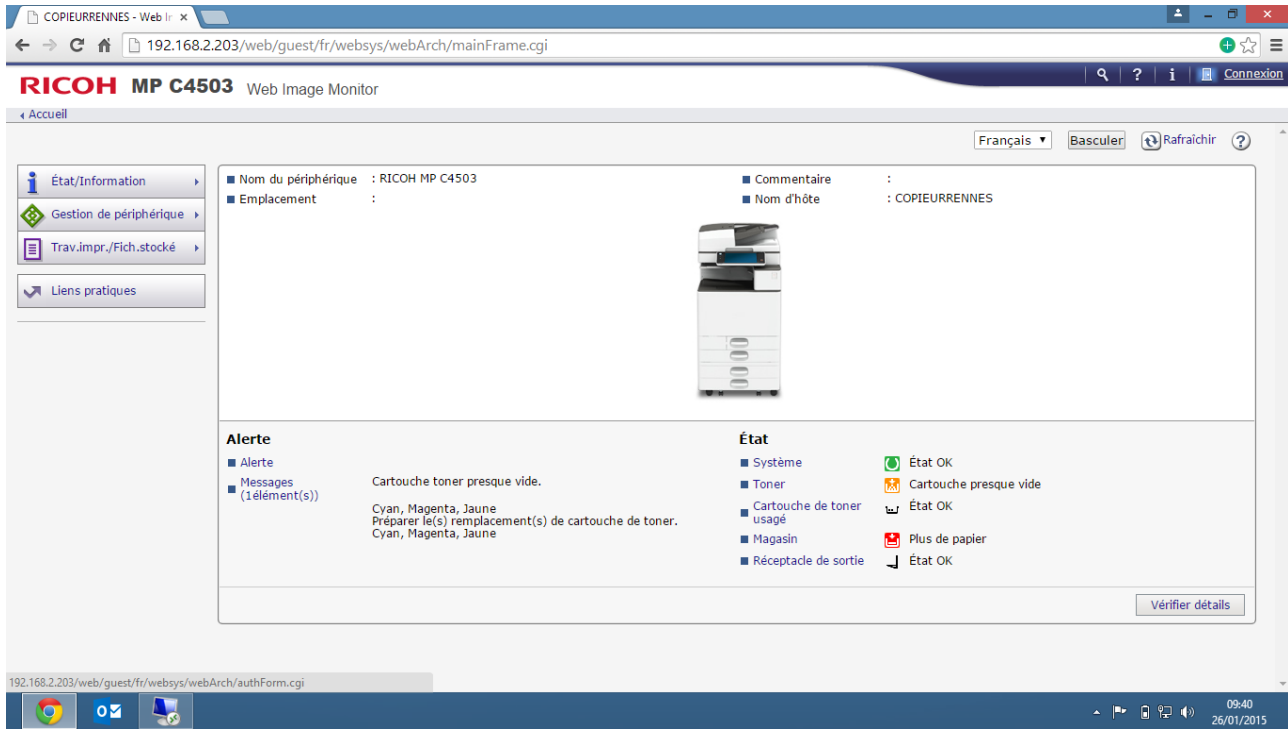 COPIEURRENNES - Web Ir
192.168.2.203/web/guest/fr/websys/webArch/mainFrame.cgi
RICOH MP C4503 Web Image Monitor
? i Connexion
Accueil
Français Basculer Rafraîchir ?
État/Information
Gestion de périphérique
Trav.impr./Fich.stocké
Liens pratiques
Nom du périphérique : RICOH MP C4503
Emplacement :
Commentaire :
Nom d'hôte : COPIEURRENNES
Alerte
Alerte
Messages
(1élément(s))
Cartouche toner presque vide.
Cyan, Magenta, Jaune
Préparer le(s) remplacement(s) de cartouche de toner.
Cyan, Magenta, Jaune
État
Système État OK
Toner Cartouche presque vide
Cartouche de toner
usagé État OK
Magasin Plus de papier
Réceptacle de sortie État OK
Vérifier détails
192.168.2.203/web/guest/fr/websys/webArch/authForm.cgi
09:40
26/01/2015